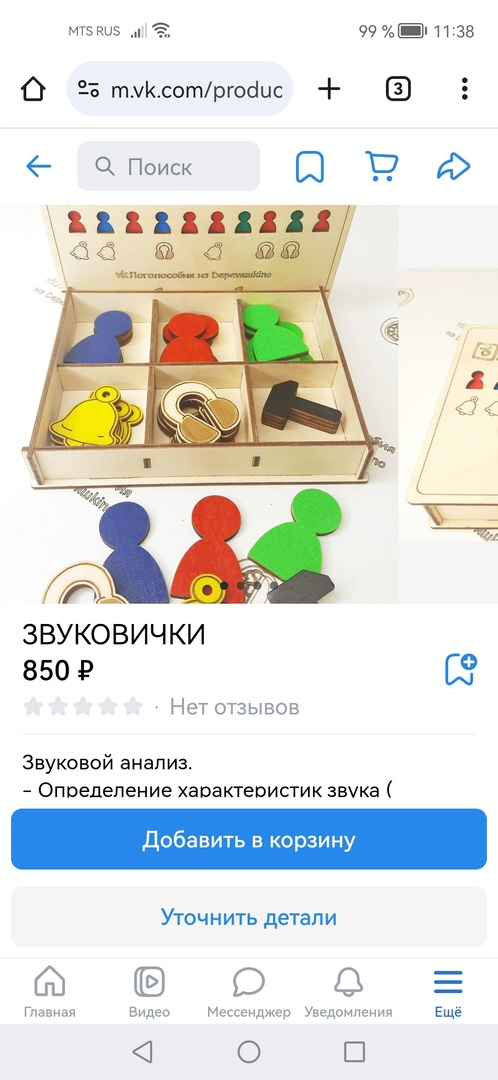 MTS RUS
99 %
11:38
m.vk.com/produc
3
Поиск
Логопособия из Деревяшкино
ЗВУКОВИЧКИ
850 ₽
· Нет отзывов
Звуковой анализ.
- Определение характеристик звука (
Добавить в корзину
Уточнить детали
Главная
Видео
Мессенджер
Уведомления
Ещё